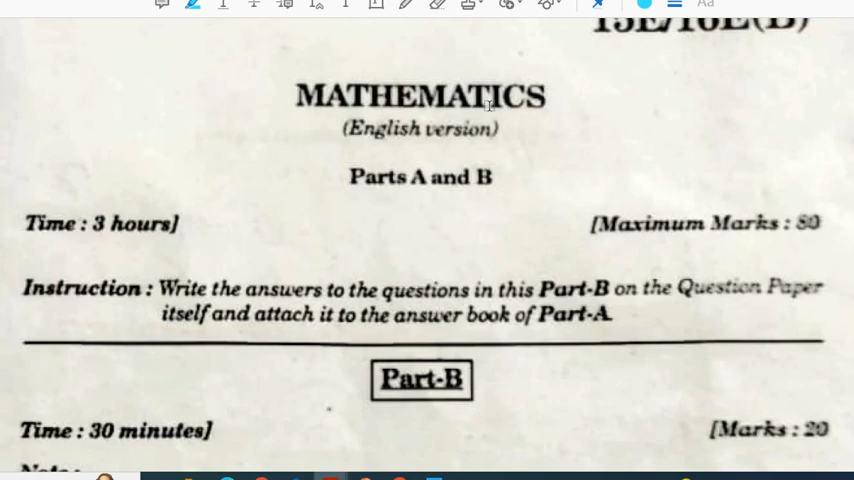 15E/16E(B)
MATHEMATICS
(English version)
Parts A and B
Time : 3 hours] [Maximum Marks : 80
Instruction : Write the answers to the questions in this Part-B on the Question Paper
itself and attach it to the answer book of Part-A.
Part-B
Time : 30 minutes] [Marks : 20